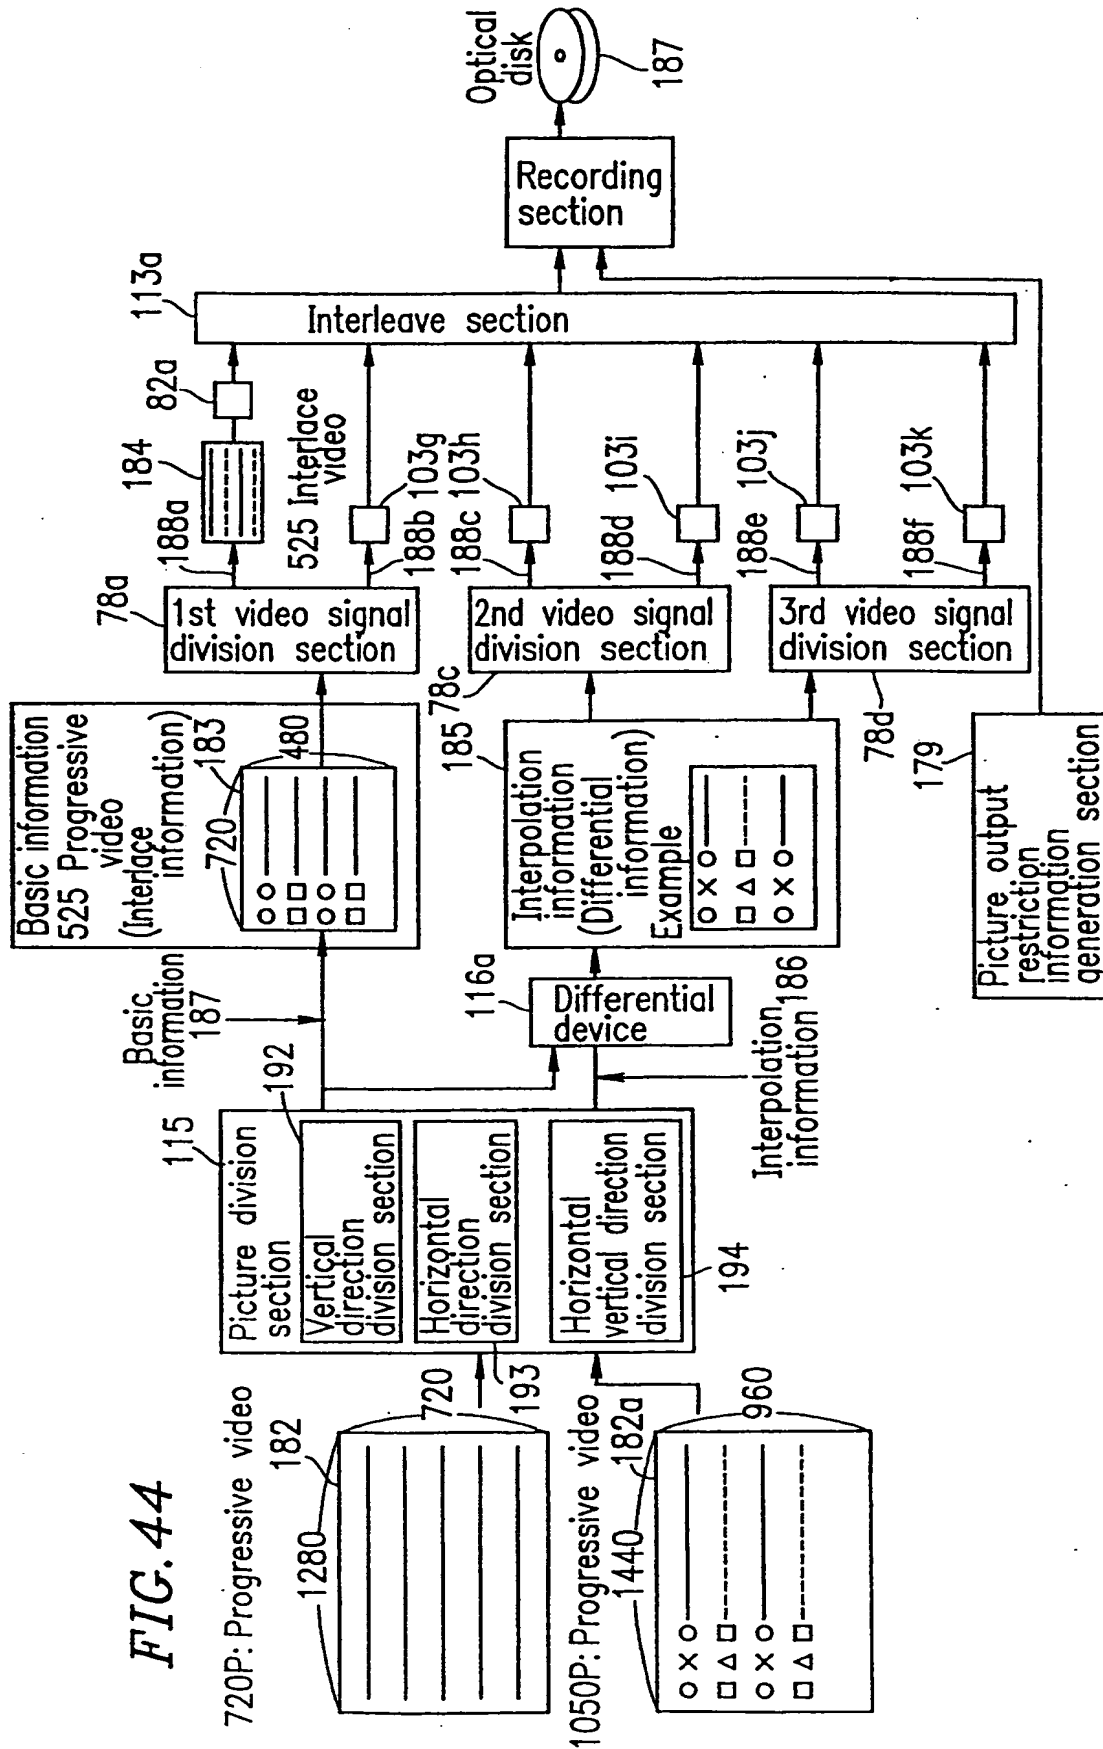 FIG.44
720P: Progressive video
182
1280
720
1050P: Progressive video
182a
1440
960
115
Picture division
section
192
Vertical
direction
division section
Horizontal
direction
division section
193
Horizontal
vertical direction
division section
194
Basic
information
187
Interpolation
information 186
116a
Differential
device
Basic information
525 Progressive
video
(Interlace
information)
183
720
480
185
Interpolation
information
(Differential
information)
Example
179
Picture output
restriction
information
generation section
78a
1st video signal
division section
78c
2nd video signal
division section
3rd video signal
division section
78d
188a
184
82a
525 Interlace
video
188b
103g
188c
103h
188d
103i
188e
103j
188f
103k
113a
Interleave section
Recording
section
Optical
disk
187